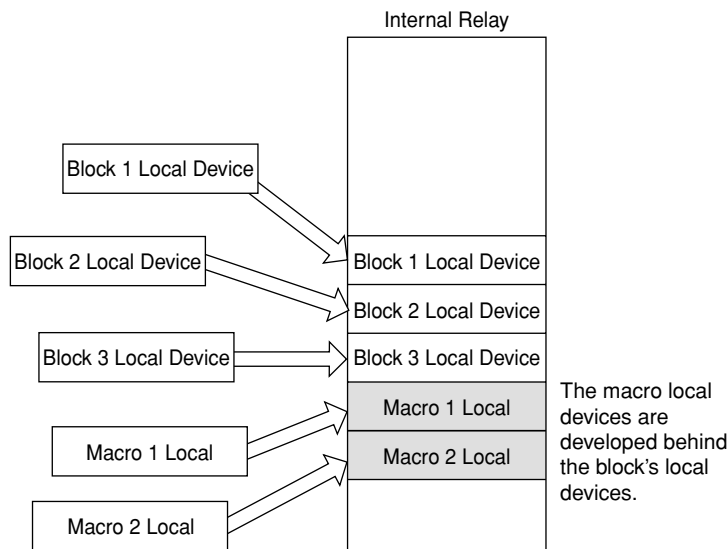 Internal Relay
Block 1 Local Device
Block 2 Local Device
Block 3 Local Device
Macro 1 Local
Macro 2 Local
Block 1 Local Device
Block 2 Local Device
Block 3 Local Device
Macro 1 Local
Macro 2 Local
The macro local
devices are
developed behind
the block's local
devices.